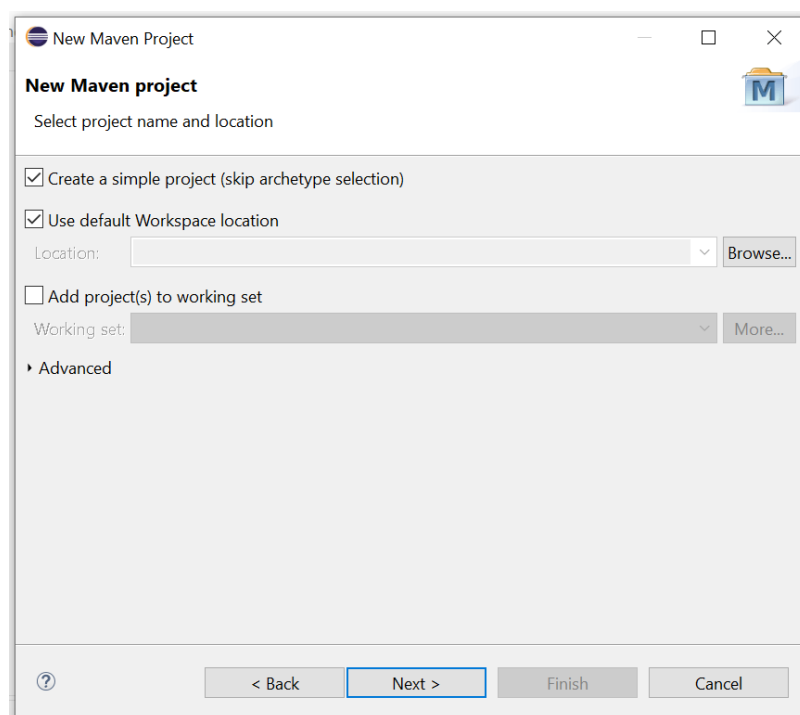 New Maven Project
New Maven project
M
Select project name and location
Create a simple project (skip archetype selection)
Use default Workspace location
Location:
Browse...
Add project(s) to working set
Working set:
More...
Advanced
?
< Back
Next >
Finish
Cancel